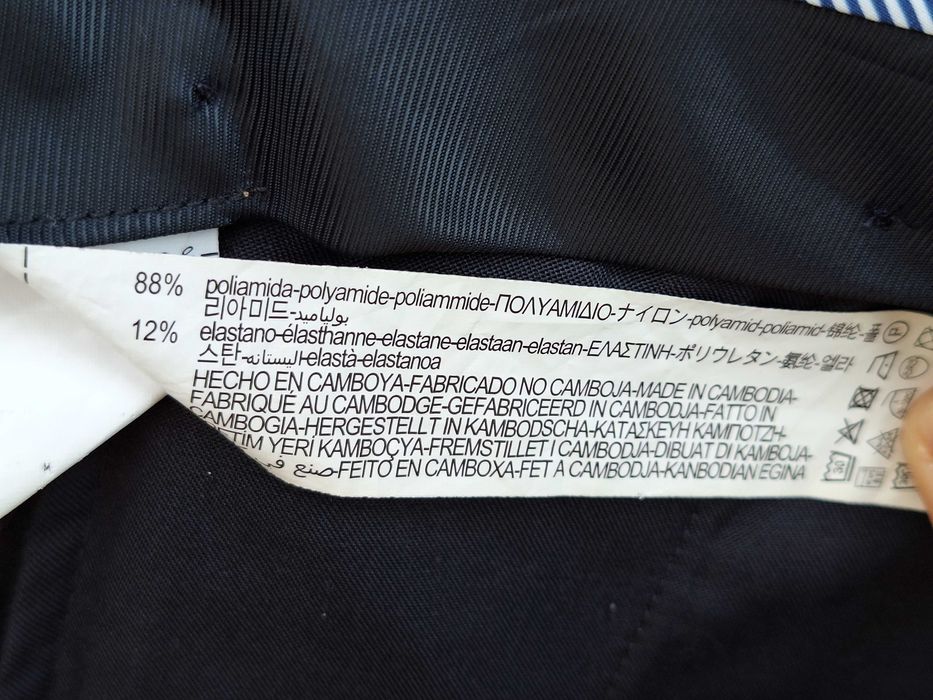 88% poliamida-polyamide-poliammide-ΠΟΛΥΑΜΙΔΙΟ-ナイロン-polyamid-poliamid-锦纶-폴
리아미드-بولياميد
12% elastano-élasthanne-elastane-elastaan-elastan-ΕΛΑΣΤΙΝΗ-ポリウレタン-氨纶-엘라
스탄-اليستانه-elastà-elastanoa
HECHO EN CAMBOYA-FABRICADO NO CAMBOJA-MADE IN CAMBODIA-
FABRIQUÉ AU CAMBODGE-GEFABRICEERD IN CAMBODJA-FATTO IN
CAMBOGIA-HERGESTELLT IN KAMBODSCHA-ΚΑΤΑΣΚΕΥΗ ΚΑΜΠΟΤΖΗ-
YERİ KAMBOÇYA-FREMSTILLET I CAMBODJA-DIBUAT DI KAMBOJA-
صنع في-FEITO EN CAMBOXA-FET A CAMBODJA-KANBODIAN EGINA